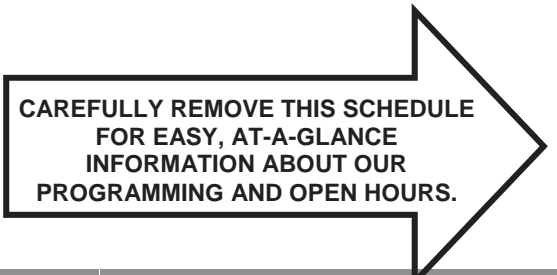 CAREFULLY REMOVE THIS SCHEDULE
FOR EASY, AT-A-GLANCE
INFORMATION ABOUT OUR
PROGRAMMING AND OPEN HOURS.